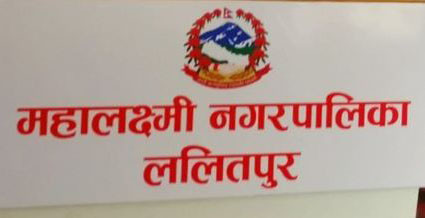 महालक्ष्मी नगरपालिका
ललितपुर